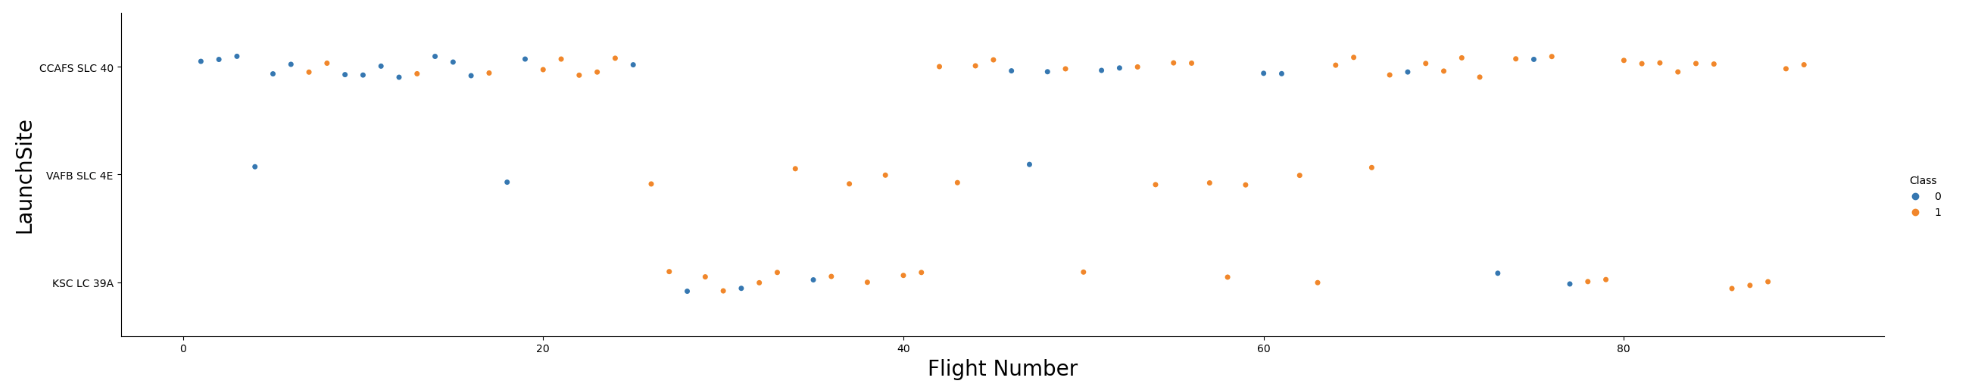 LaunchSite
CCAFS SLC 40
VAFB SLC 4E
KSC LC 39A
0 20 40 60 80
Flight Number
Class
0
1